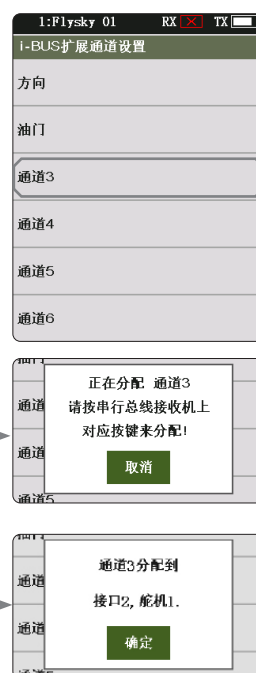 1:Flysky 01 RX TX
i-BUS扩展通道设置
方向
油门
通道3
通道4
通道5
通道6
油门
通道
通道
通道5
正在分配 通道3
请按串行总线接收机上
对应按键来分配!
取消
油门
通道
通道
通道3分配到
接口2, 舵机1.
确定